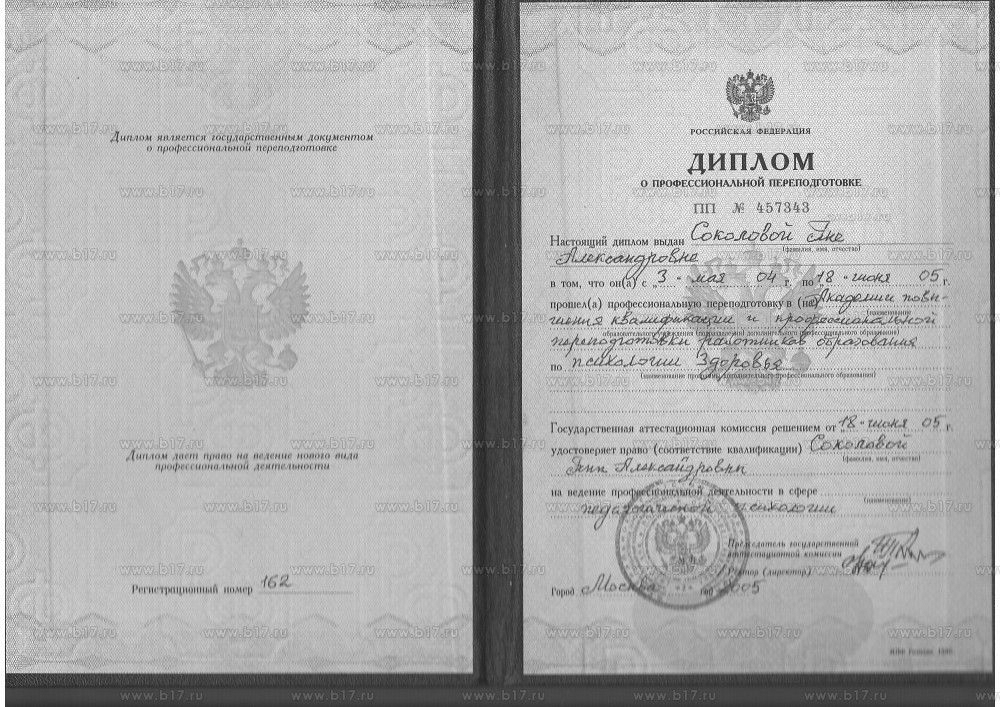 Диплом является государственным документом
о профессиональной переподготовке
Диплом дает право на ведение нового вида
профессиональной деятельности
Регистрационный номер 162
РОССИЙСКАЯ ФЕДЕРАЦИЯ
ДИПЛОМ
О ПРОФЕССИОНАЛЬНОЙ ПЕРЕПОДГОТОВКЕ
ПП № 457343
Настоящий диплом выдан Соколовой Яне
(фамилия, имя, отчество)
Александровне
в том, что он(а) с „3“ мая 04 г. по „18“ июня 05 г.
прошел(а) профессиональную переподготовку в (на) Академии повы-
(наименование
шения квалификации и профессиональной
образовательного учреждения (подразделения) дополнительного профессионального образования)
переподготовки работников образования
по психологии Здоровья
(наименование программы дополнительного профессионального образования)
Государственная аттестационная комиссия решением от „18“ июня 05 г.
удостоверяет право (соответствие квалификации) Соколовой
(фамилия, имя, отчество)
Яны Александровны
на ведение профессиональной деятельности в сфере
(наименование)
педагогической психологии
Председатель государственной
аттестационной комиссии
Ректор (директор)
Город Москва год 2005
www.b17.ru